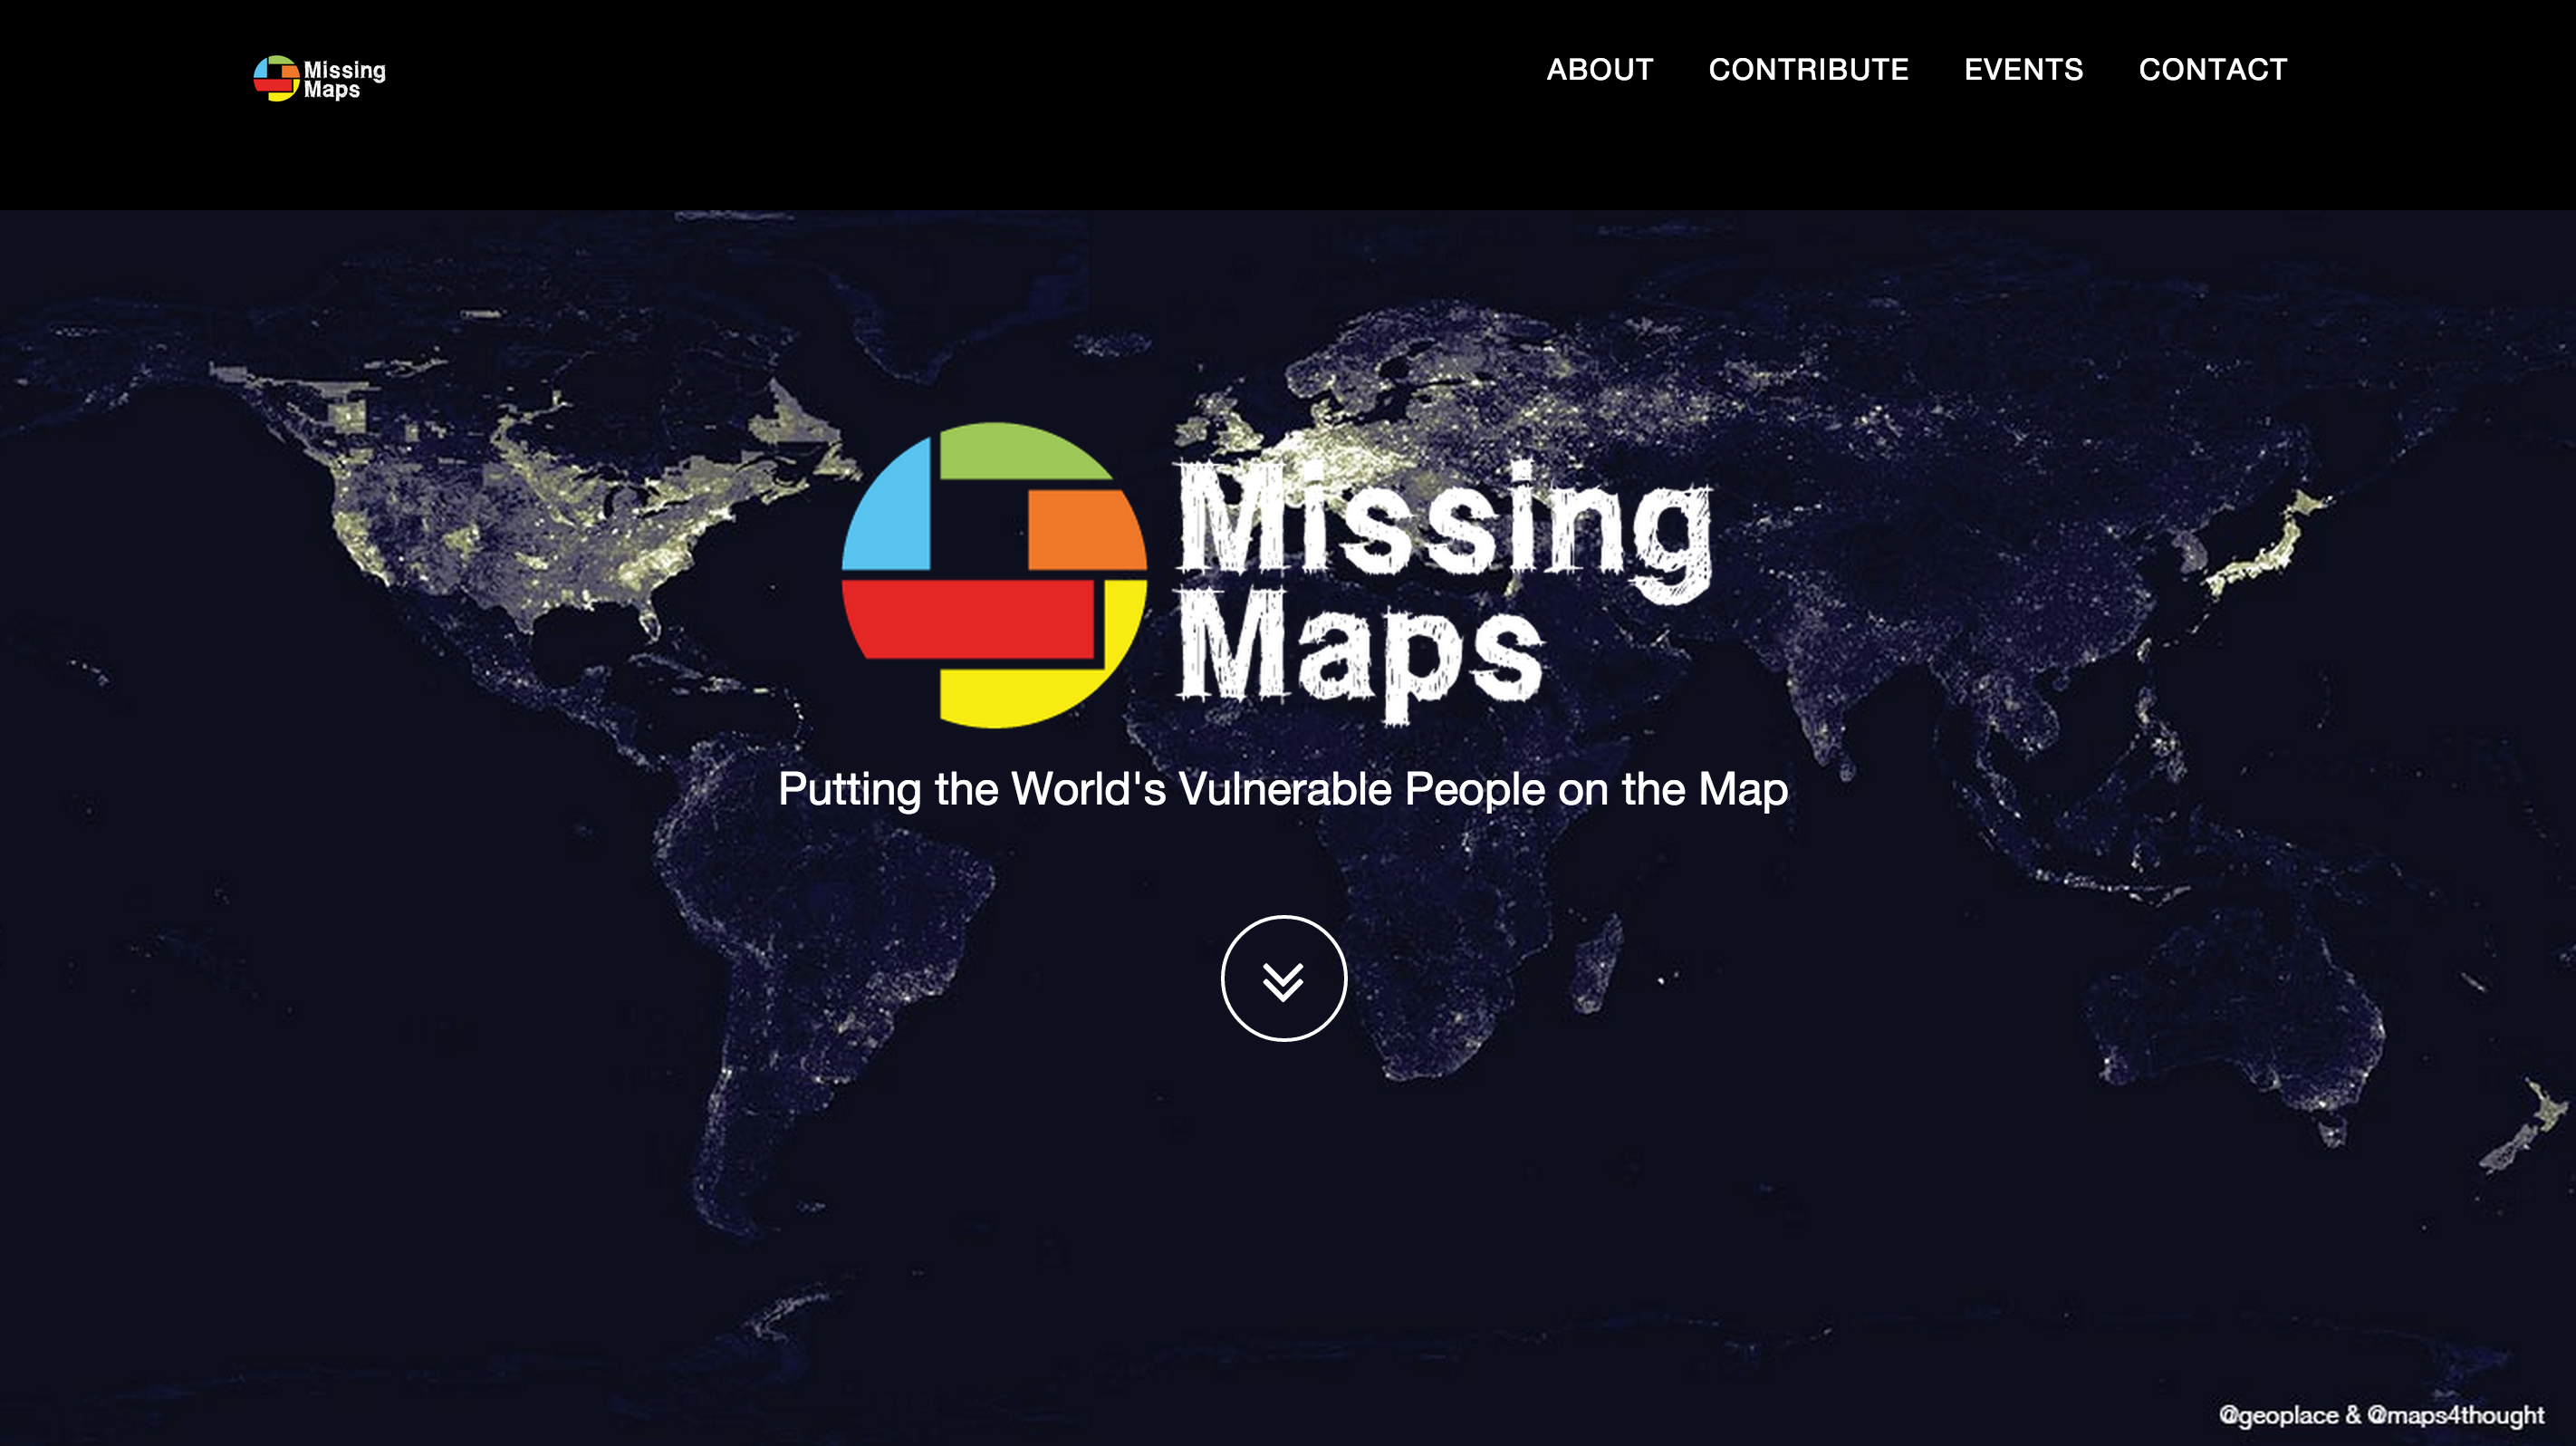 Missing
Maps
ABOUT
CONTRIBUTE
EVENTS
CONTACT
Missing
Maps
Putting the World's Vulnerable People on the Map
@geoplace & @maps4thought